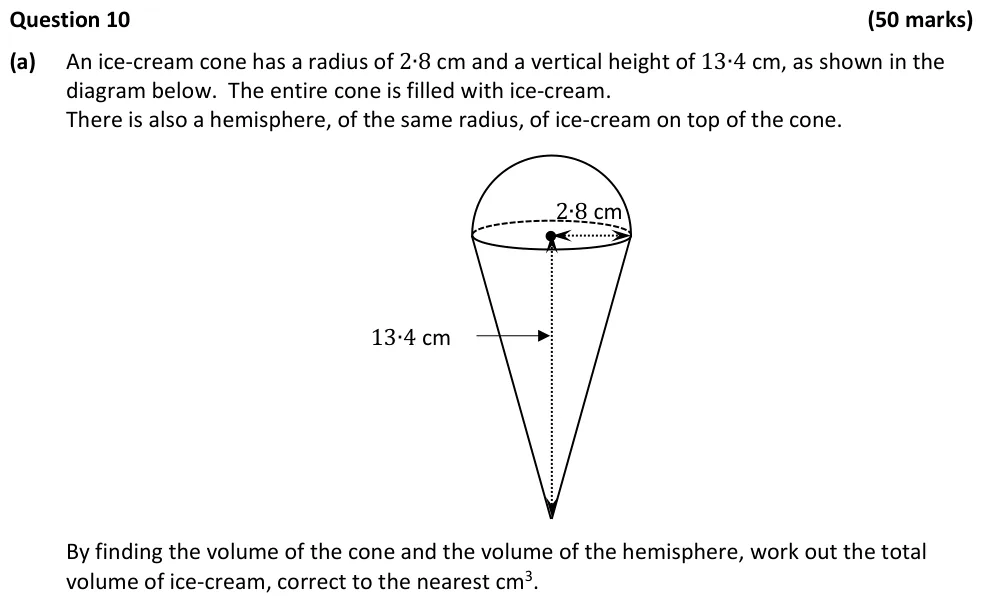 Question 10 (50 marks)
(a) An ice-cream cone has a radius of 2·8 cm and a vertical height of 13·4 cm, as shown in the
diagram below. The entire cone is filled with ice-cream.
There is also a hemisphere, of the same radius, of ice-cream on top of the cone.
2·8 cm
13·4 cm
By finding the volume of the cone and the volume of the hemisphere, work out the total
volume of ice-cream, correct to the nearest cm³.